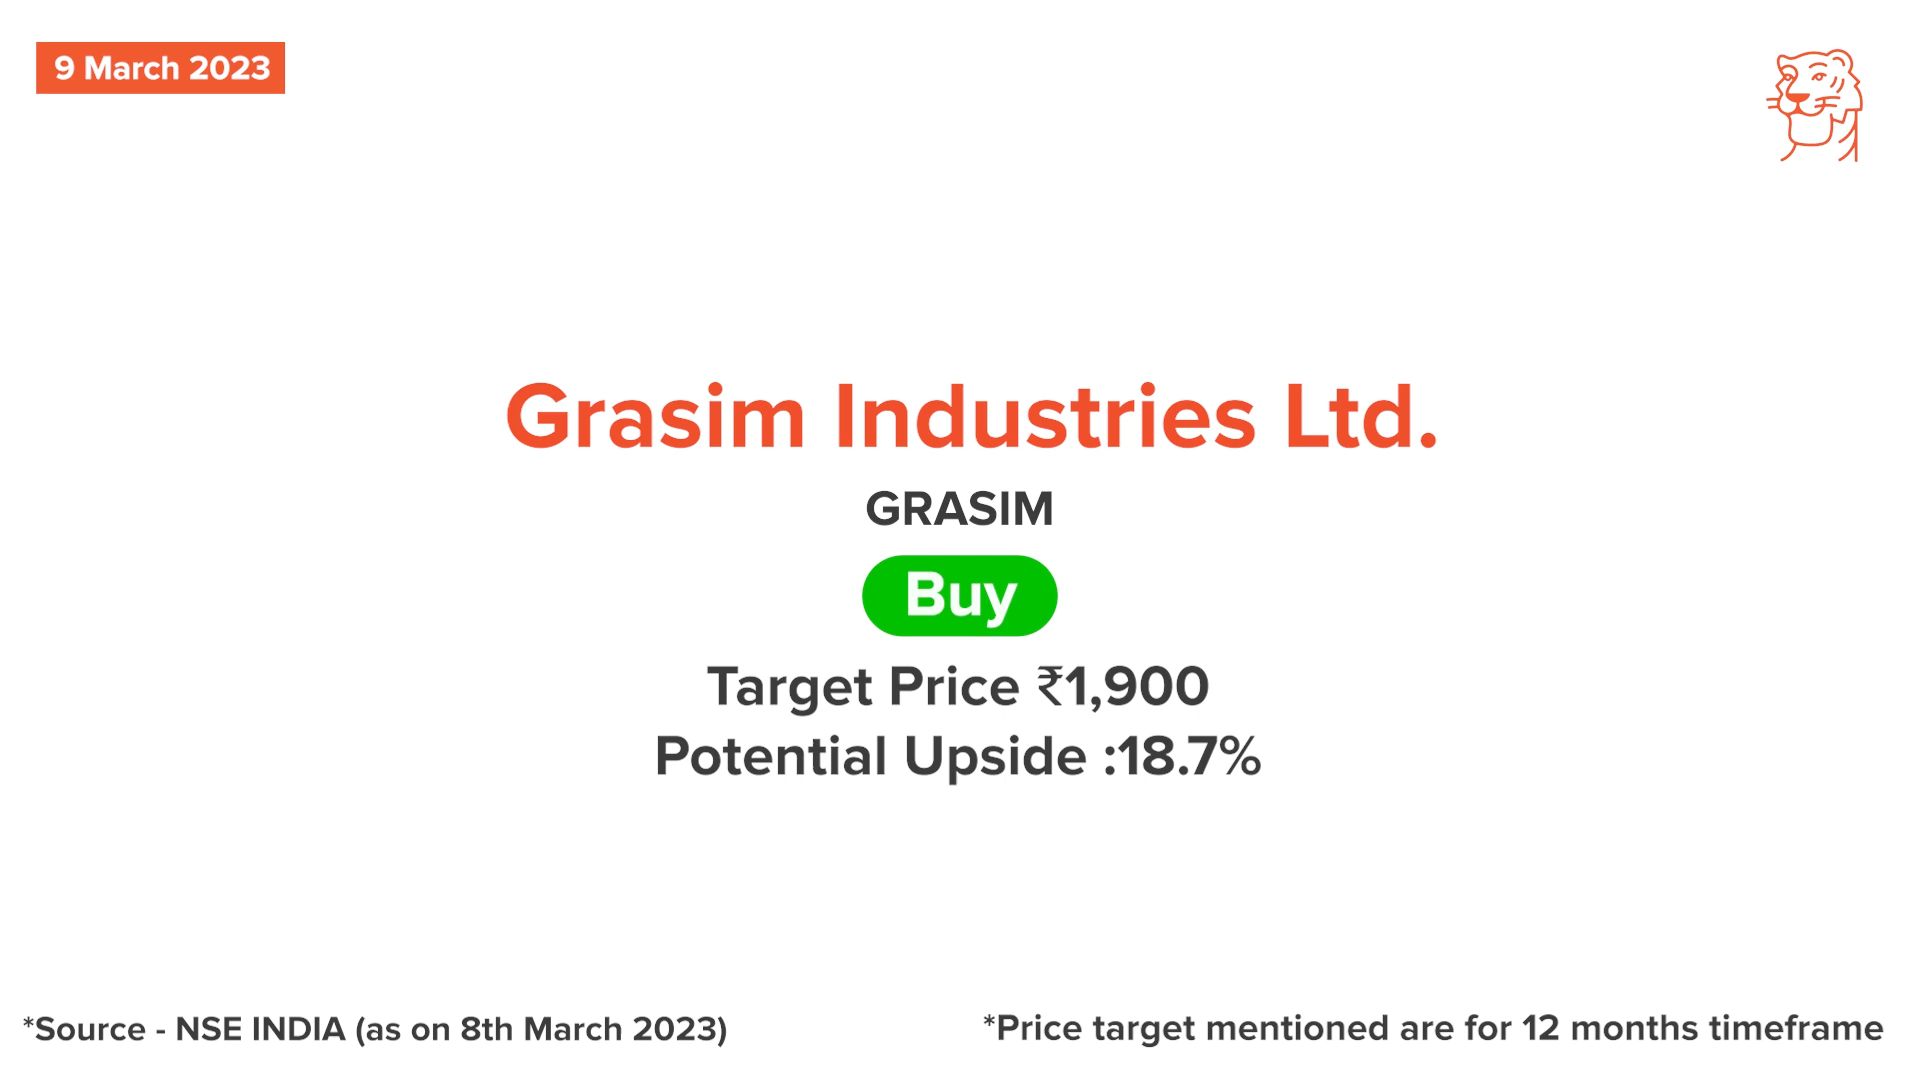 9 March 2023
Grasim Industries Ltd.
GRASIM
Buy
Target Price ₹1,900
Potential Upside :18.7%
*Source - NSE INDIA (as on 8th March 2023)
*Price target mentioned are for 12 months timeframe